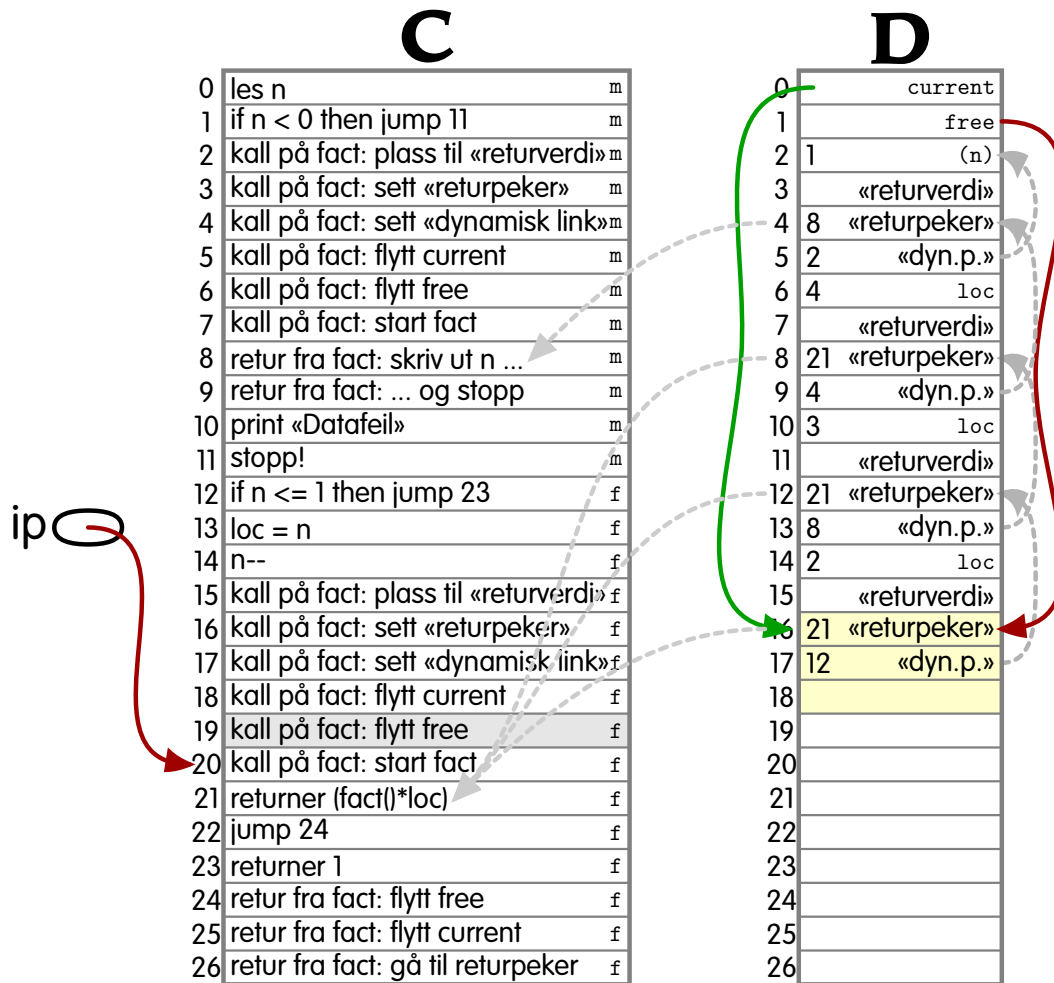 C
0 les n m
1 if n < 0 then jump 11 m
2 kall på fact: plass til «returverdi» m
3 kall på fact: sett «returpeker» m
4 kall på fact: sett «dynamisk link» m
5 kall på fact: flytt current m
6 kall på fact: flytt free m
7 kall på fact: start fact m
8 retur fra fact: skriv ut n ... m
9 retur fra fact: ... og stopp m
10 print «Datafeil» m
11 stopp! m
12 if n <= 1 then jump 23 f
13 loc = n f
14 n-- f
15 kall på fact: plass til «returverdi» f
16 kall på fact: sett «returpeker» f
17 kall på fact: sett «dynamisk link» f
18 kall på fact: flytt current f
19 kall på fact: flytt free f
20 kall på fact: start fact f
21 returner (fact()*loc) f
22 jump 24 f
23 returner 1 f
24 retur fra fact: flytt free f
25 retur fra fact: flytt current f
26 retur fra fact: gå til returpeker f
ip
D
0 current
1 free
2 1 (n)
3 «returverdi»
4 8 «returpeker»
5 2 «dyn.p.»
6 4 loc
7 «returverdi»
8 21 «returpeker»
9 4 «dyn.p.»
10 3 loc
11 «returverdi»
12 21 «returpeker»
13 8 «dyn.p.»
14 2 loc
15 «returverdi»
16 21 «returpeker»
17 12 «dyn.p.»
18
19
20
21
22
23
24
25
26